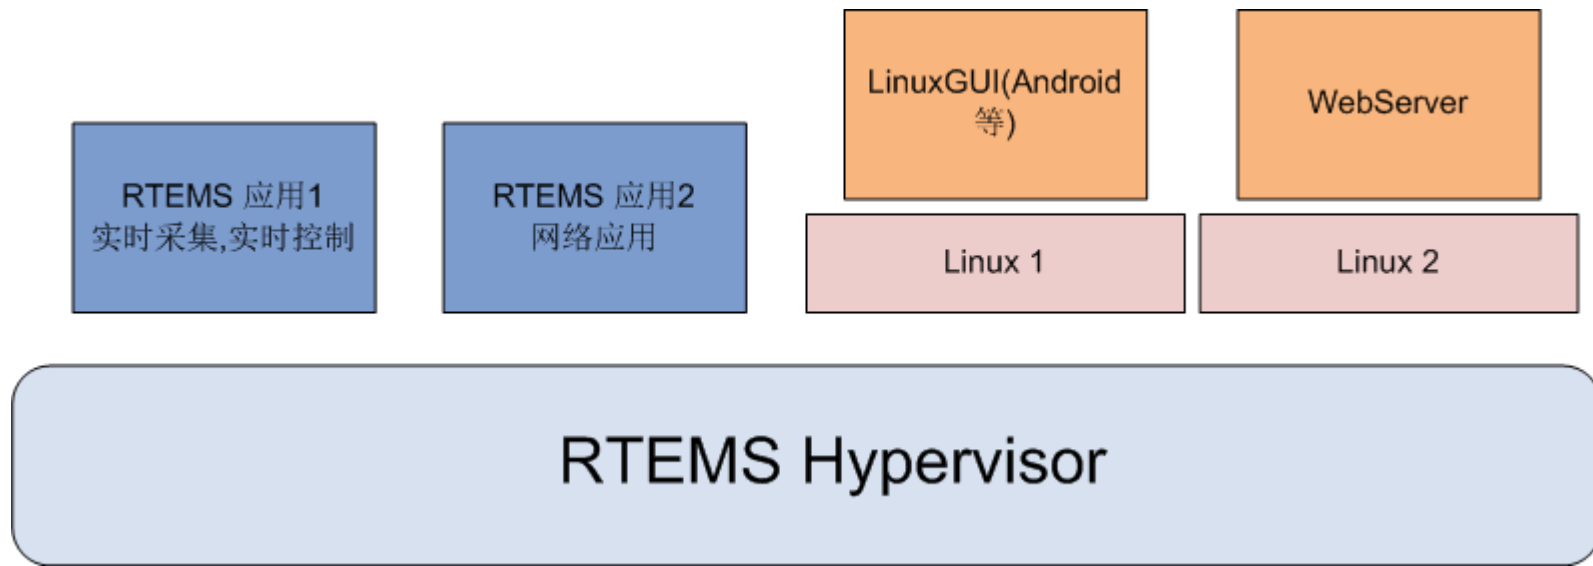 LinuxGUI(Android
等)
WebServer
RTEMS 应用1
实时采集,实时控制
RTEMS 应用2
网络应用
Linux 1
Linux 2
RTEMS Hypervisor